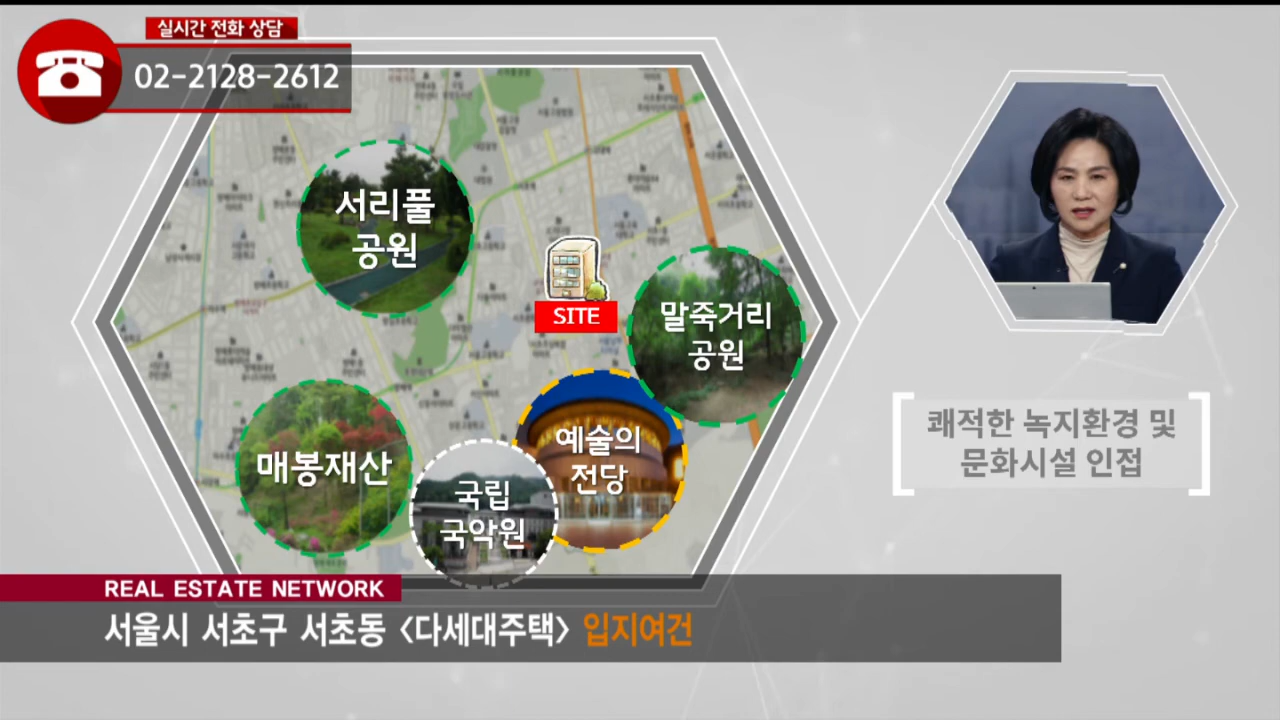 실시간 전화 상담
02-2128-2612
서리풀
공원
SITE
말죽거리
공원
예술의
전당
매봉재산
국립
국악원
쾌적한 녹지환경 및
문화시설 인접
REAL ESTATE NETWORK
서울시 서초구 서초동 <다세대주택> 입지여건